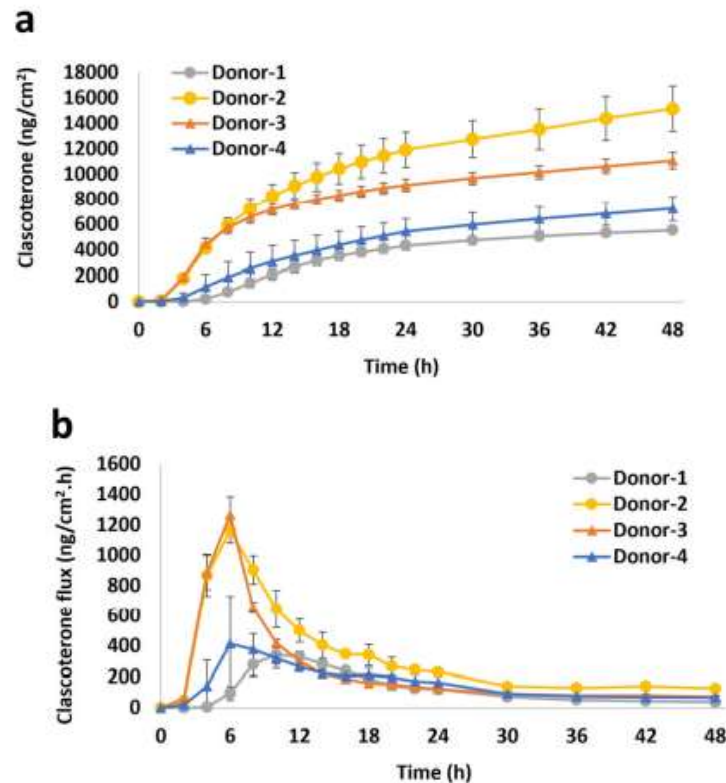 a
Donor-1
Donor-2
Donor-3
Donor-4
Clascoterone (ng/cm²)
18000
16000
14000
12000
10000
8000
6000
4000
2000
0
0 6 12 18 24 30 36 42 48
Time (h)
b
Donor-1
Donor-2
Donor-3
Donor-4
Clascoterone flux (ng/cm².h)
1600
1400
1200
1000
800
600
400
200
0
0 6 12 18 24 30 36 42 48
Time (h)